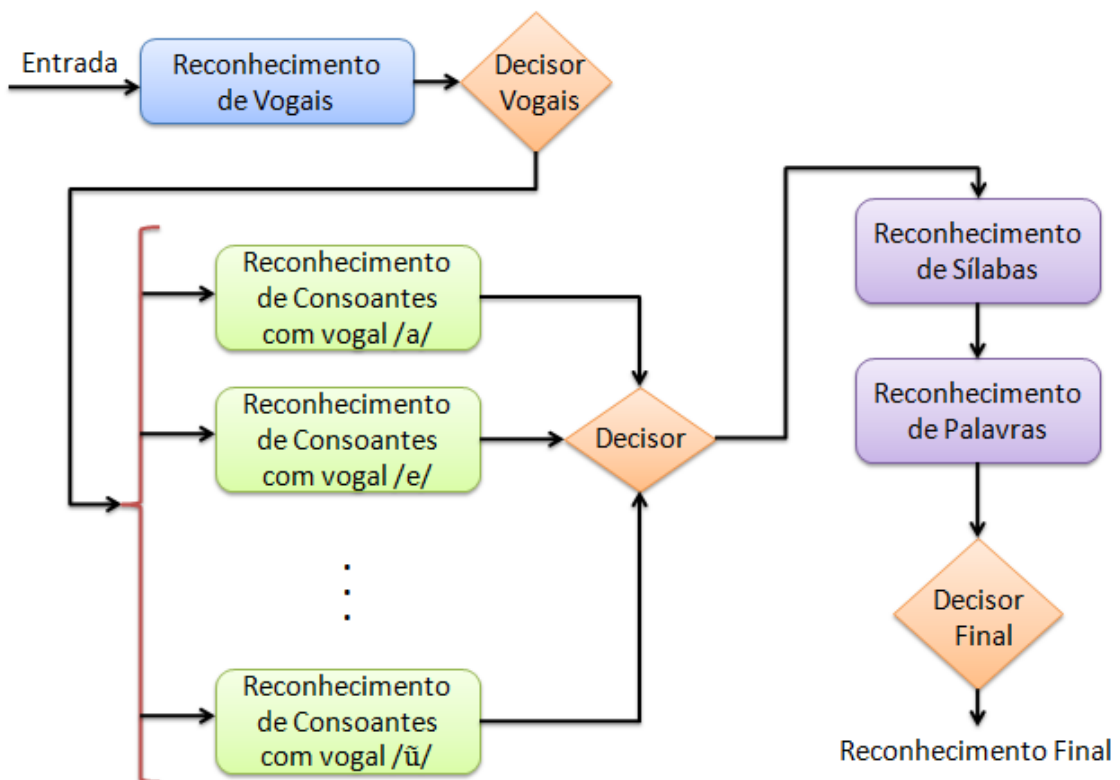 Entrada
Reconhecimento
de Vogais
Decisor
Vogais
Reconhecimento
de Consoantes
com vogal /a/
Reconhecimento
de Consoantes
com vogal /e/
Reconhecimento
de Consoantes
com vogal /ũ/
Decisor
Reconhecimento
de Sílabas
Reconhecimento
de Palavras
Decisor
Final
Reconhecimento Final